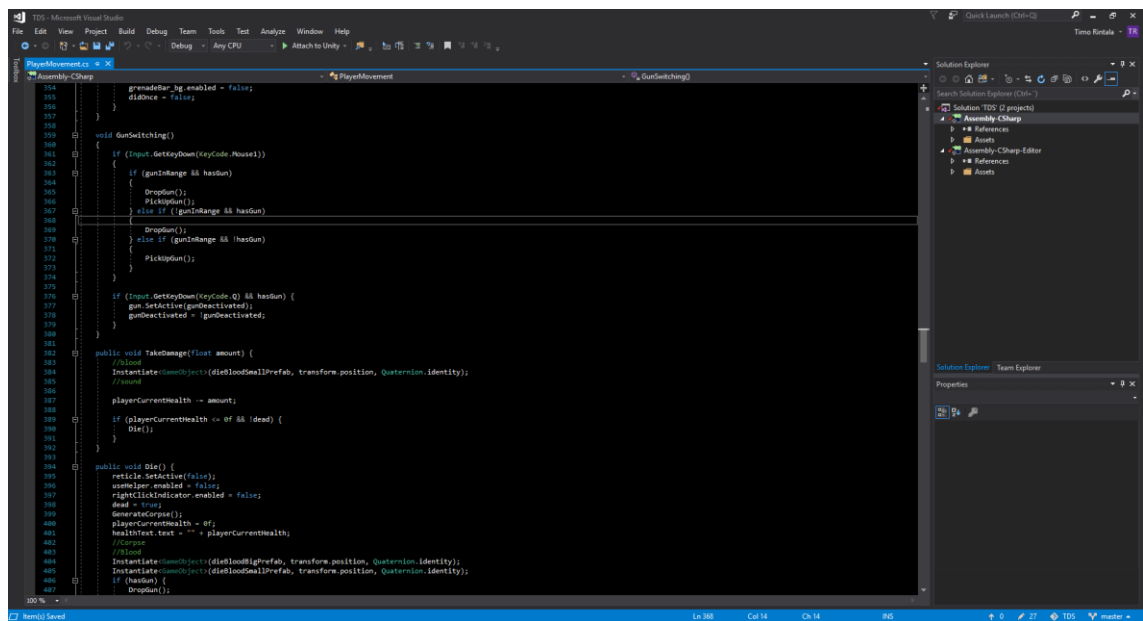 TDS - Microsoft Visual Studio
Quick Launch (Ctrl+Q)
File Edit View Project Build Debug Team Tools Test Analyze Window Help
Timo Rintala TR
Debug Any CPU Attach to Unity
Toolbox
PlayerMovement.cs
Assembly-CSharp PlayerMovement GunSwitching()
354 grenadeBar_bg.enabled = false;
355 didOnce = false;
356 }
357 }
358
359 void GunSwitching()
360 {
361 if (Input.GetKeyDown(KeyCode.Mouse1))
362 {
363 if (gunInRange && hasGun)
364 {
365 DropGun();
366 PickUpGun();
367 } else if (!gunInRange && hasGun)
368 {
369 DropGun();
370 } else if (gunInRange && !hasGun)
371 {
372 PickUpGun();
373 }
374 }
375
376 if (Input.GetKeyDown(KeyCode.Q) && hasGun) {
377 gun.SetActive(gunDeactivated);
378 gunDeactivated = !gunDeactivated;
379 }
380 }
381
382 public void TakeDamage(float amount) {
383 //blood
384 Instantiate<GameObject>(dieBloodSmallPrefab, transform.position, Quaternion.identity);
385 //sound
386
387 playerCurrentHealth -= amount;
388
389 if (playerCurrentHealth <= 0f && !dead) {
390 Die();
391 }
392 }
393
394 public void Die() {
395 reticle.SetActive(false);
396 useHelper.enabled = false;
397 rightClickIndicator.enabled = false;
398 dead = true;
399 GenerateCorpse();
400 playerCurrentHealth = 0f;
401 healthText.text = "" + playerCurrentHealth;
402 //Corpse
403 //Blood
404 Instantiate<GameObject>(dieBloodBigPrefab, transform.position, Quaternion.identity);
405 Instantiate<GameObject>(dieBloodSmallPrefab, transform.position, Quaternion.identity);
406 if (hasGun) {
407 DropGun();
100 %
Solution Explorer
Search Solution Explorer (Ctrl+¨)
Solution 'TDS' (2 projects)
Assembly-CSharp
References
Assets
Assembly-CSharp-Editor
References
Assets
Solution Explorer Team Explorer
Properties
Item(s) Saved Ln 368 Col 14 Ch 14 INS 0 27 TDS master